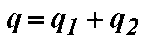 q = q₁ + q₂